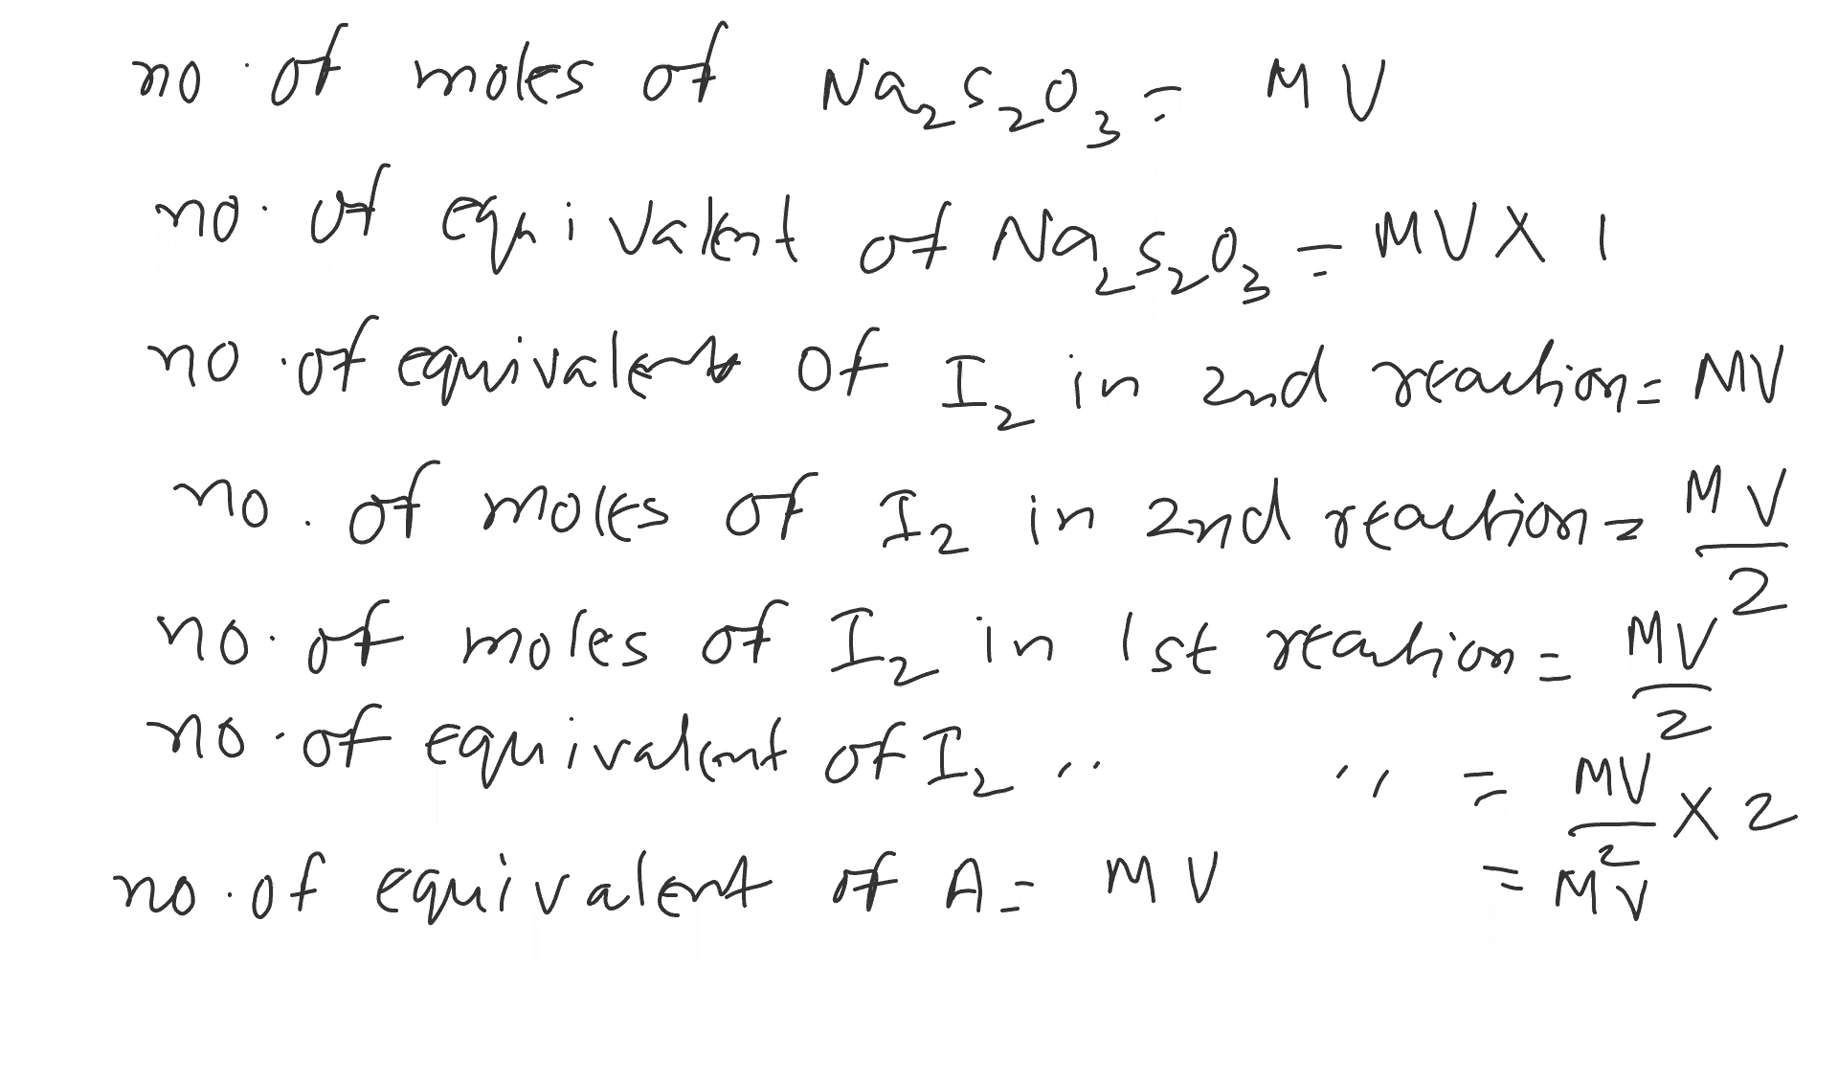 no. of moles of Na₂S₂O₃ = MV
no. of equivalent of Na₂S₂O₃ = MV X 1
no. of equivalents of I₂ in 2nd reaction = MV
no. of moles of I₂ in 2nd reaction = MV/2
no. of moles of I₂ in 1st reaction = MV/2
no. of equivalent of I₂ " " = MV/2 X 2
= MV
no. of equivalent of A = MV